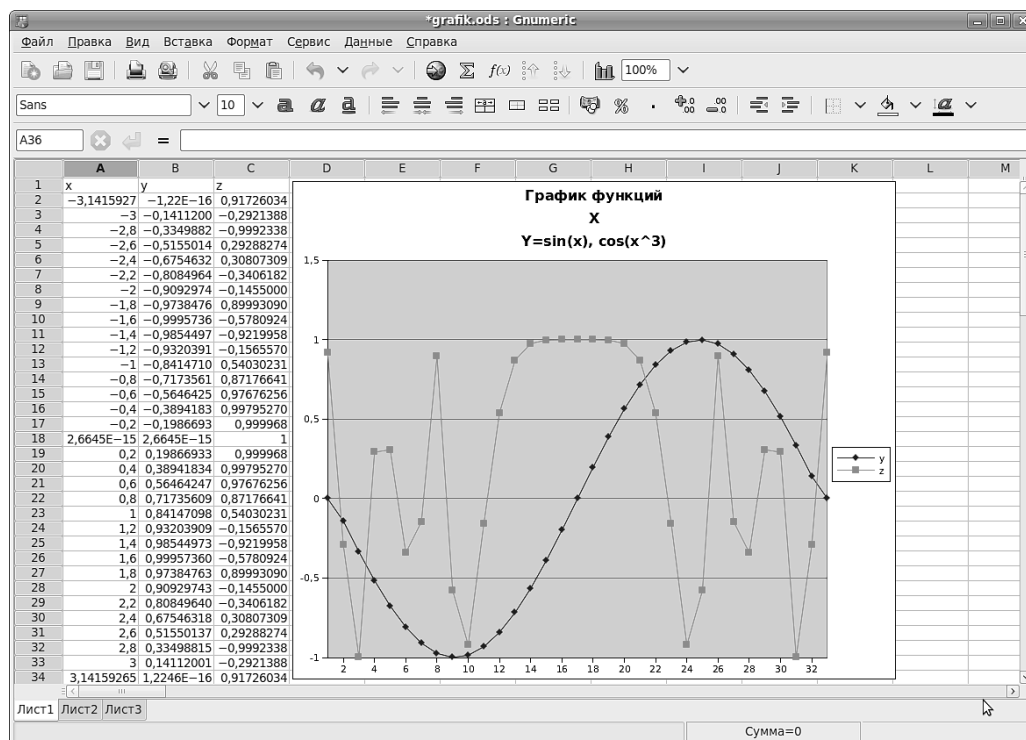 *grafik.ods : Gnumeric
Файл Правка Вид Вставка Формат Сервис Данные Справка
f(x) 100%
Sans 10 a a a % .00 .00 a
A36 =
A B C D E F G H I J K L M
1 x y z
2 −3,1415927 −1,22E−16 0,91726034
3 −3 −0,1411200 −0,2921388
4 −2,8 −0,3349882 −0,9992338
5 −2,6 −0,5155014 0,29288274
6 −2,4 −0,6754632 0,30807309
7 −2,2 −0,8084964 −0,3406182
8 −2 −0,9092974 −0,1455000
9 −1,8 −0,9738476 0,89993090
10 −1,6 −0,9995736 −0,5780924
11 −1,4 −0,9854497 −0,9219958
12 −1,2 −0,9320391 −0,1565570
13 −1 −0,8414710 0,54030231
14 −0,8 −0,7173561 0,87176641
15 −0,6 −0,5646425 0,97676256
16 −0,4 −0,3894183 0,99795270
17 −0,2 −0,1986693 0,999968
18 2,6645E−15 2,6645E−15 1
19 0,2 0,19866933 0,999968
20 0,4 0,38941834 0,99795270
21 0,6 0,56464247 0,97676256
22 0,8 0,71735609 0,87176641
23 1 0,84147098 0,54030231
24 1,2 0,93203909 −0,1565570
25 1,4 0,98544973 −0,9219958
26 1,6 0,99957360 −0,5780924
27 1,8 0,97384763 0,89993090
28 2 0,90929743 −0,1455000
29 2,2 0,80849640 −0,3406182
30 2,4 0,67546318 0,30807309
31 2,6 0,51550137 0,29288274
32 2,8 0,33498815 −0,9992338
33 3 0,14112001 −0,2921388
34 3,14159265 1,2246E−16 0,91726034
График функций
X
Y=sin(x), cos(x^3)
1,5
1
0,5
0
-0,5
-1
2 4 6 8 10 12 14 16 18 20 22 24 26 28 30 32
y
z
Лист1 Лист2 Лист3
Сумма=0